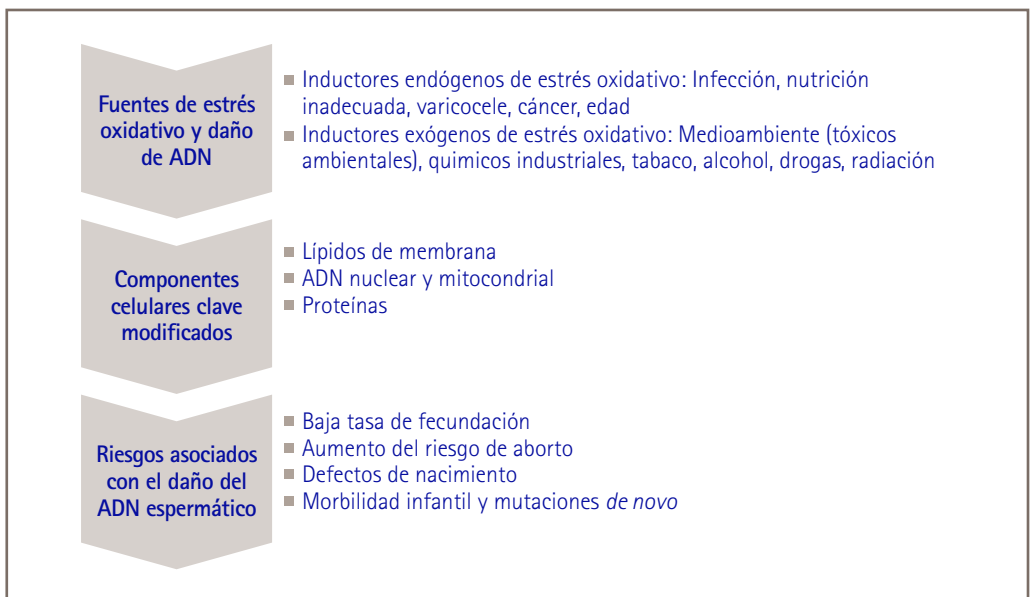 Fuentes de estrés
oxidativo y daño
de ADN
■ Inductores endógenos de estrés oxidativo: Infección, nutrición
inadecuada, varicocele, cáncer, edad
■ Inductores exógenos de estrés oxidativo: Medioambiente (tóxicos
ambientales), quimicos industriales, tabaco, alcohol, drogas, radiación
Componentes
celulares clave
modificados
■ Lípidos de membrana
■ ADN nuclear y mitocondrial
■ Proteínas
Riesgos asociados
con el daño del
ADN espermático
■ Baja tasa de fecundación
■ Aumento del riesgo de aborto
■ Defectos de nacimiento
■ Morbilidad infantil y mutaciones de novo